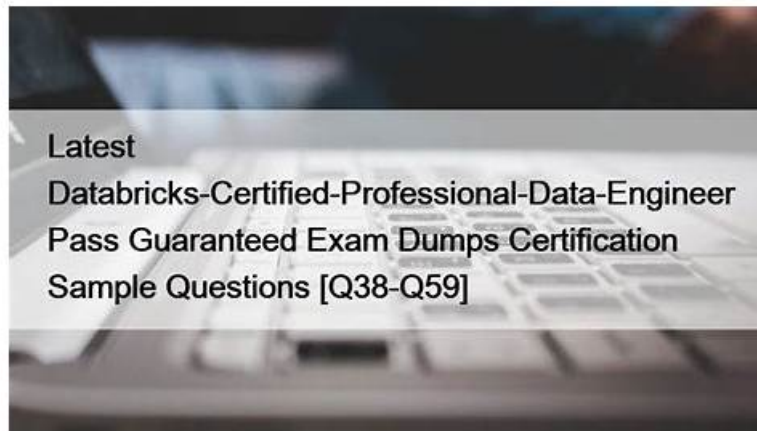 Latest
Databricks-Certified-Professional-Data-Engineer
Pass Guaranteed Exam Dumps Certification
Sample Questions [Q38-Q59]